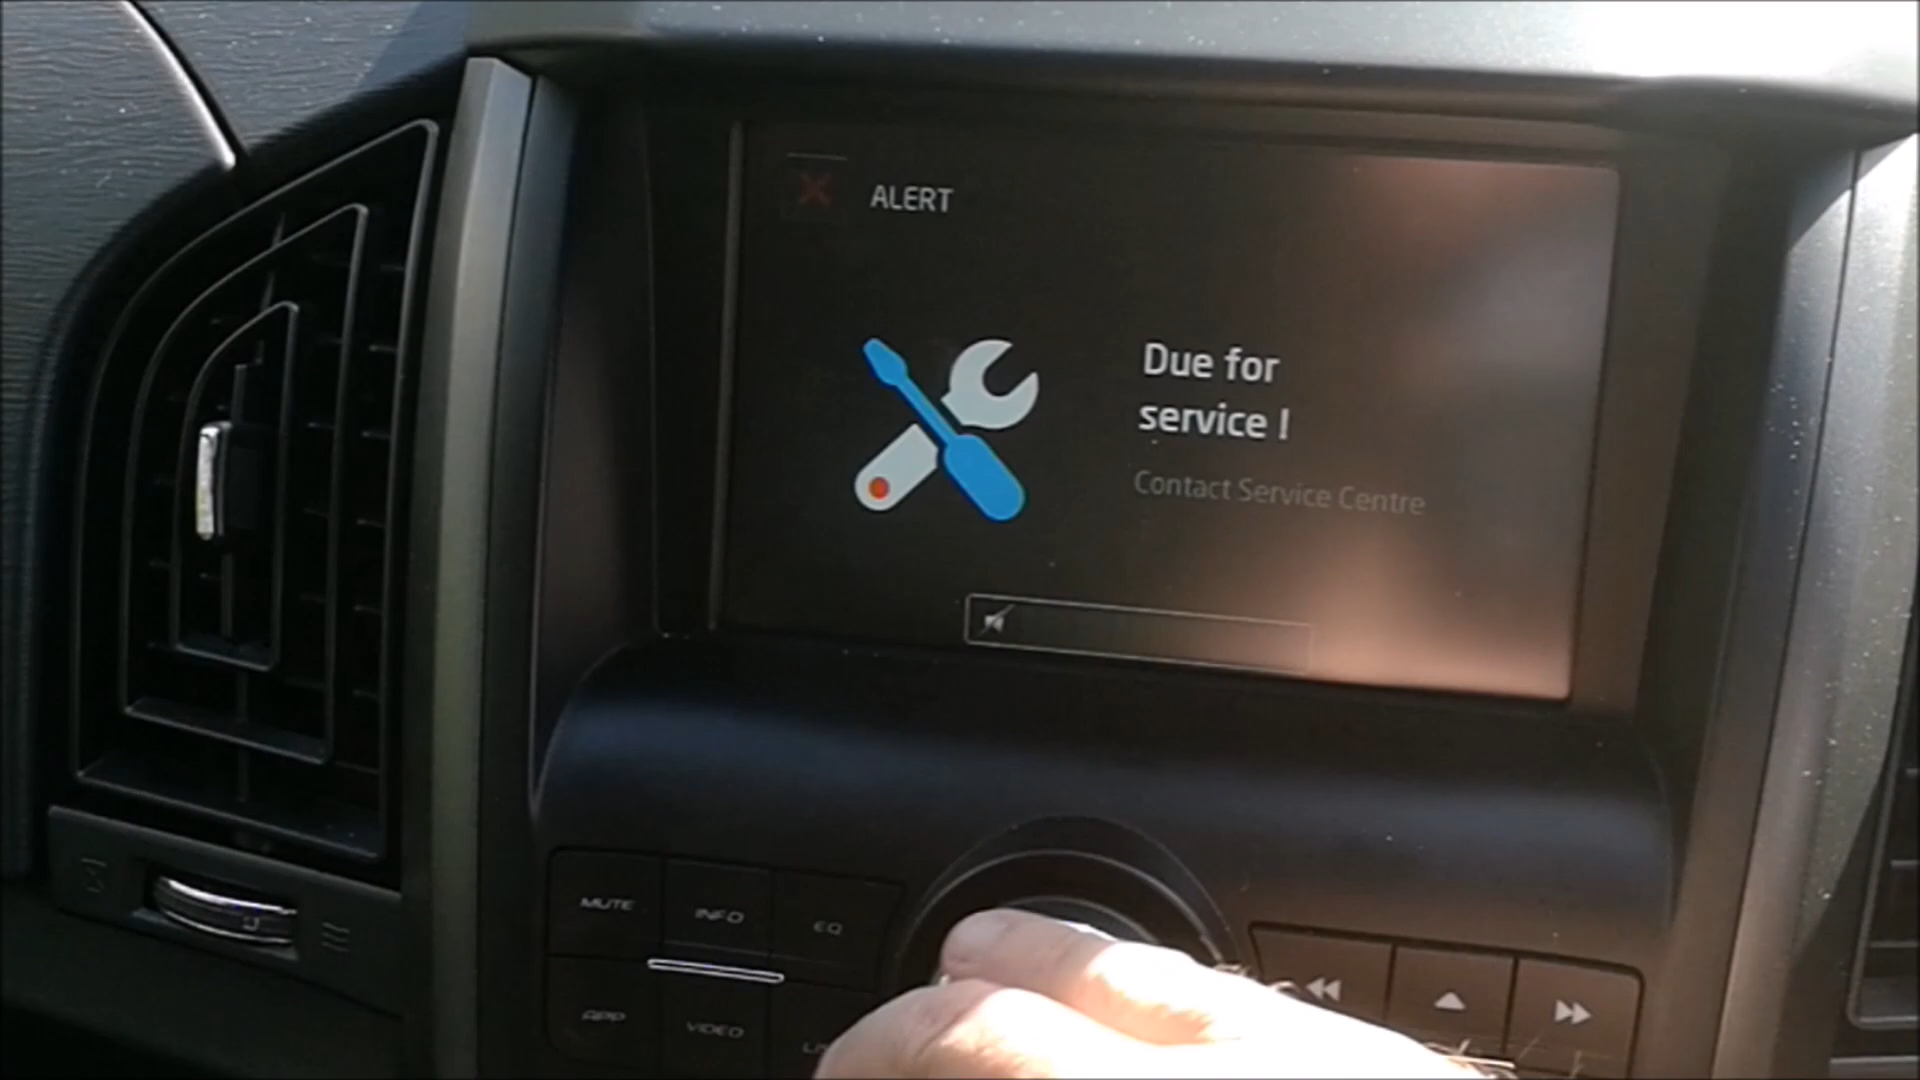 ALERT
Due for
service !
Contact Service Centre
MUTE
INFO
EQ
APP
VIDEO